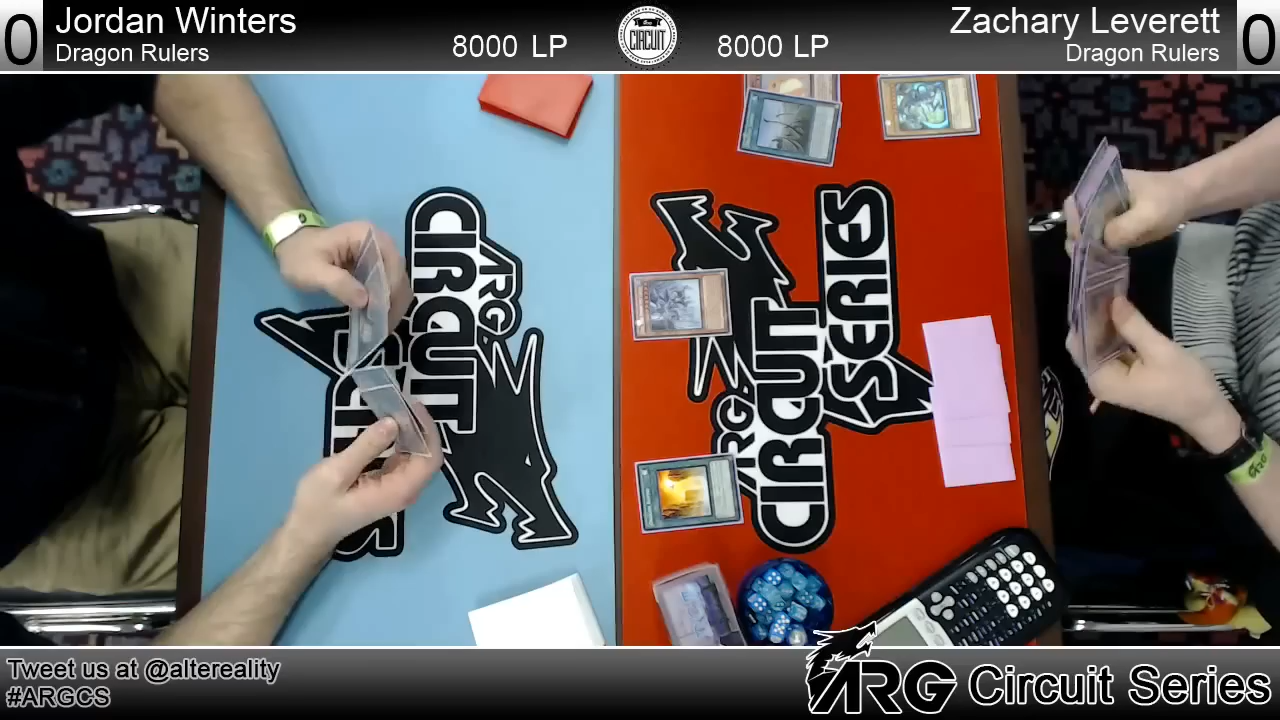 0
Jordan Winters
Dragon Rulers
8000 LP
CIRCUIT
8000 LP
Zachary Leverett
Dragon Rulers
0
CIRCUIT
ARG
SERIES
ARG
CIRCUIT
SERIES
Tweet us at @altereality
#ARGCS
ARG Circuit Series